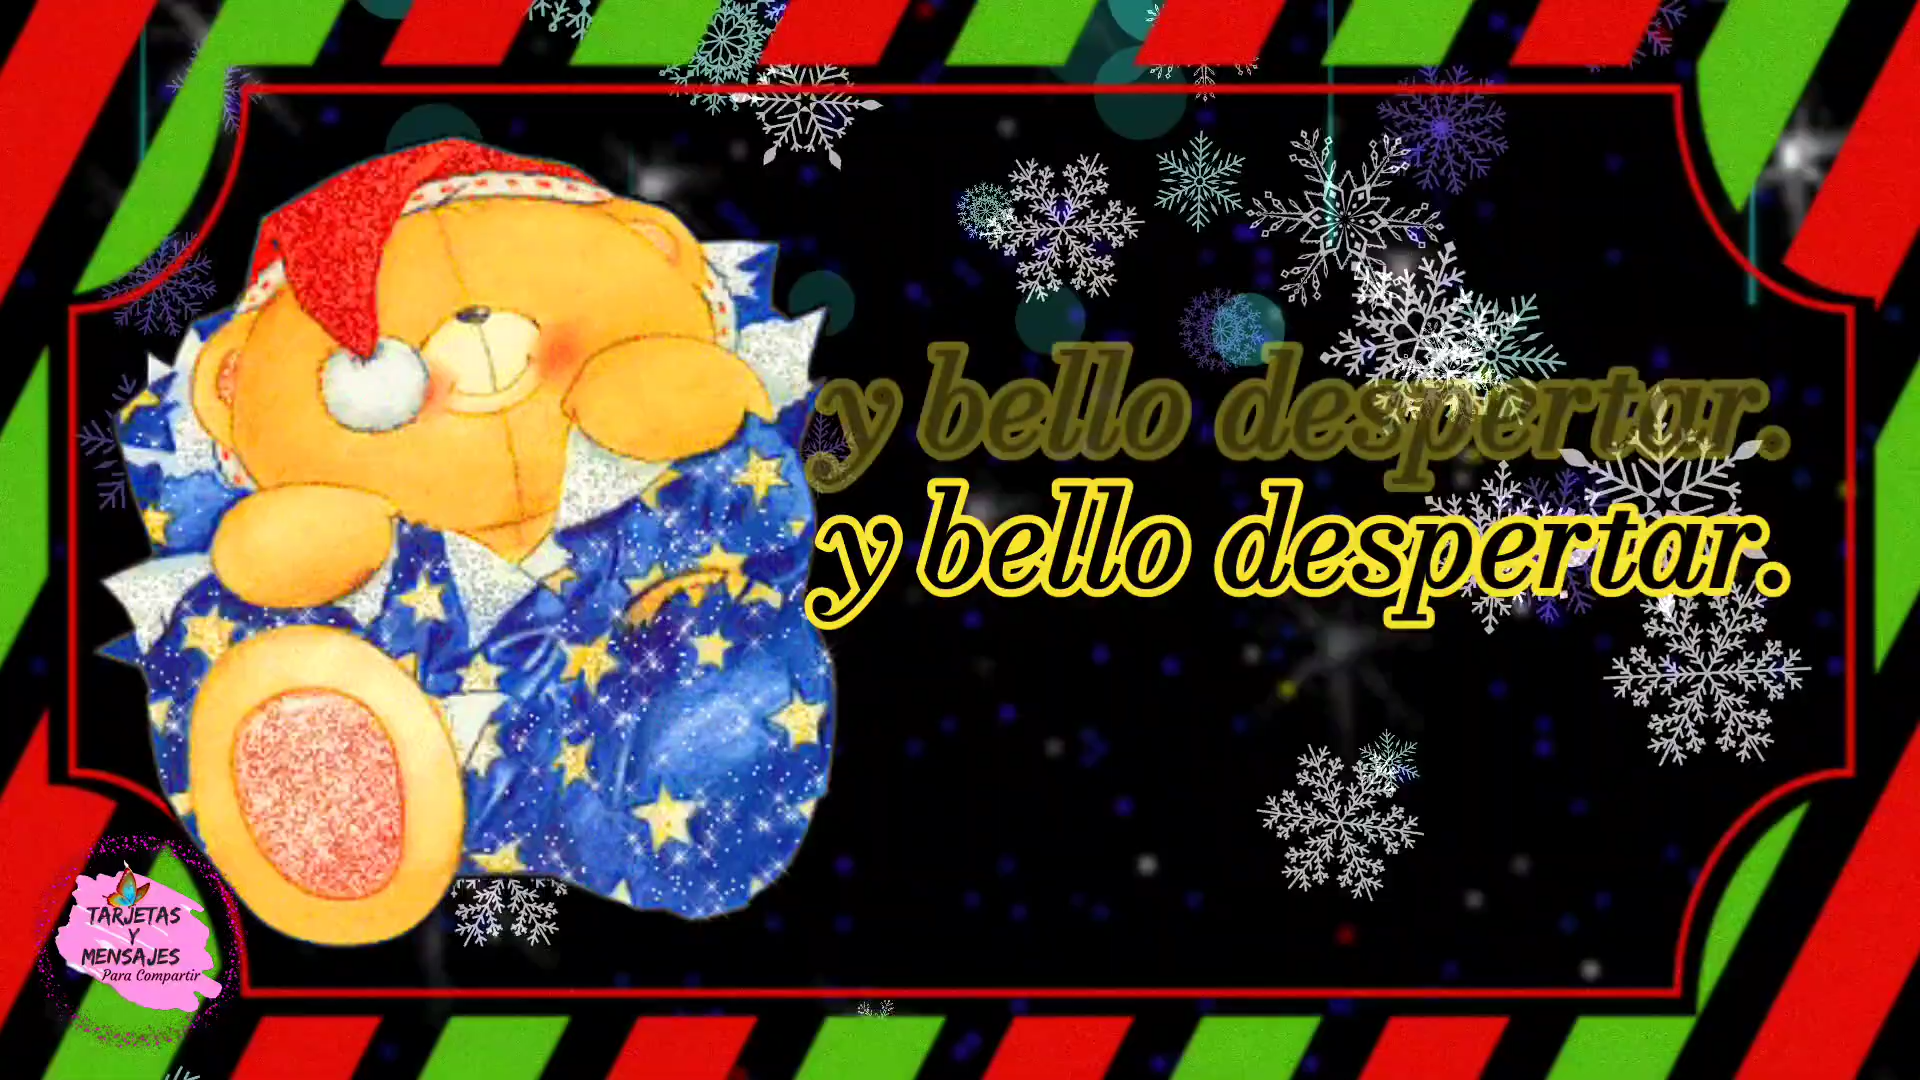 y bello despertar.
y bello despertar.
TARJETAS
Y
MENSAJES
Para Compartir